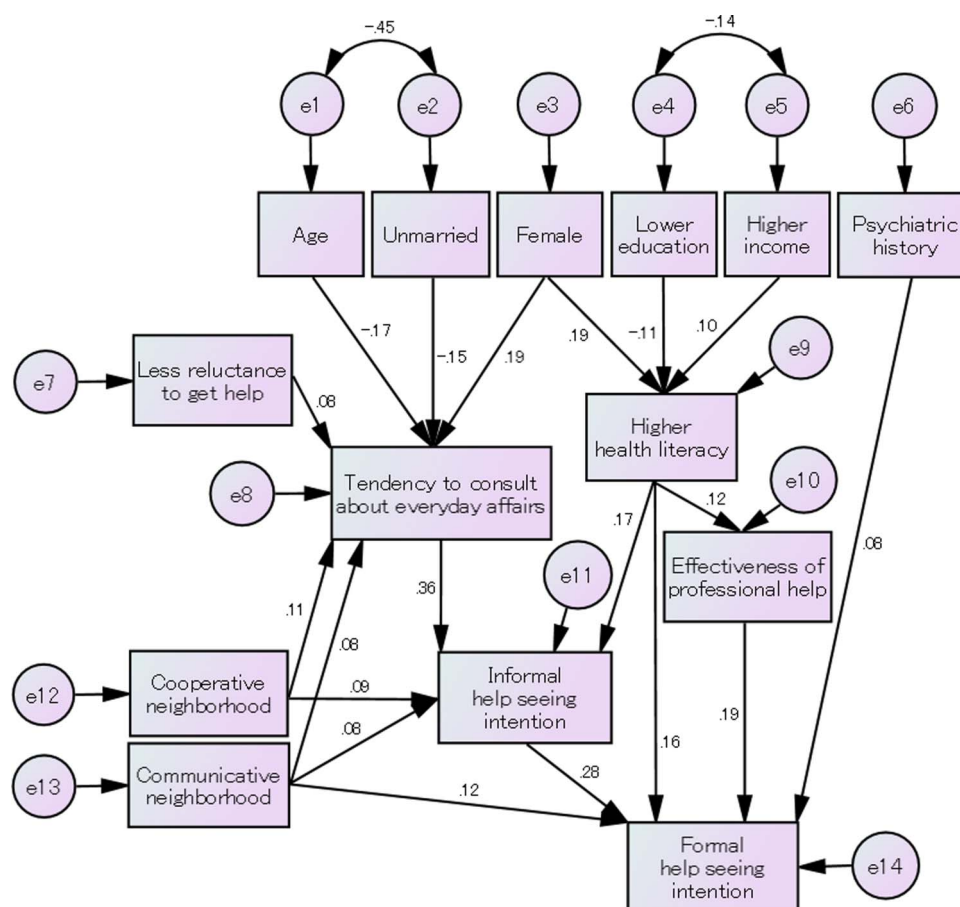 -.45
-.14
e1
e2
e3
e4
e5
e6
Age
Unmarried
Female
Lower
education
Higher
income
Psychiatric
history
-.17
-.15
.19
.19
-.11
.10
e7
Less reluctance
to get help
.08
e9
Higher
health literacy
e8
Tendency to consult
about everyday affairs
e10
.12
.17
Effectiveness of
professional help
.08
e11
.36
.11
.08
e12
Cooperative
neighborhood
.09
Informal
help seeing
intention
.19
.16
.08
e13
Communicative
neighborhood
.12
.28
Formal
help seeing
intention
e14